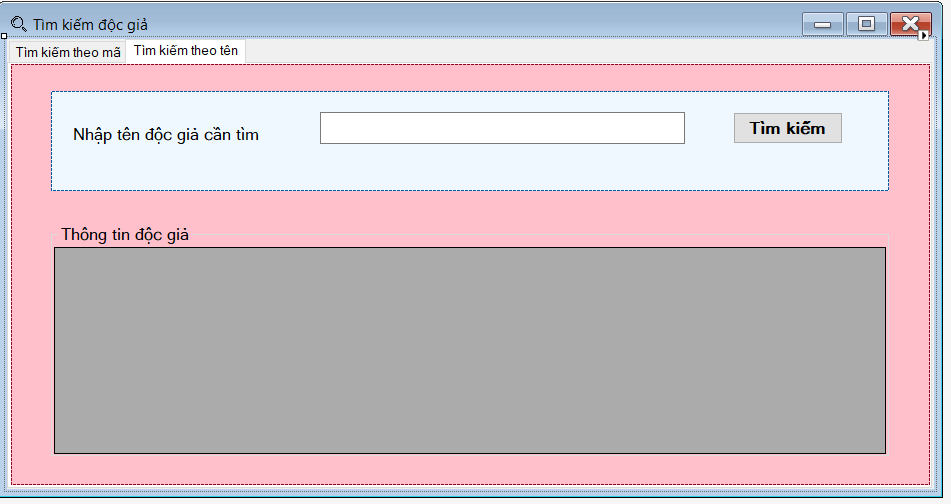 Tìm kiếm độc giả
Tìm kiếm theo mã
Tìm kiếm theo tên
Nhập tên độc giả cần tìm
Tìm kiếm
Thông tin độc giả